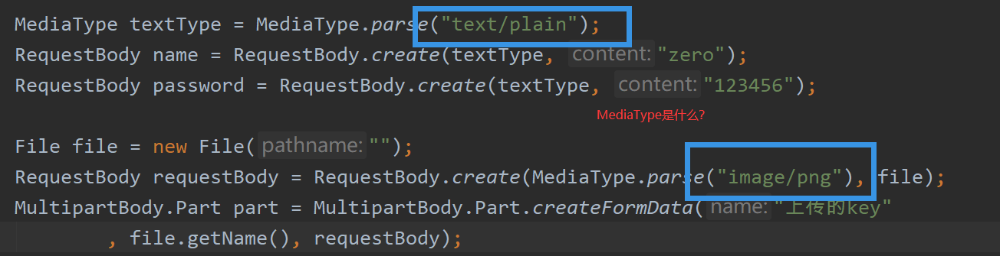 MediaType textType = MediaType.parse("text/plain");
RequestBody name = RequestBody.create(textType, content: "zero");
RequestBody password = RequestBody.create(textType, content: "123456");
MediaType是什么?
File file = new File( pathname: "");
RequestBody requestBody = RequestBody.create(MediaType.parse("image/png"), file);
MultipartBody.Part part = MultipartBody.Part.createFormData( name: "上传的key"
, file.getName(), requestBody);